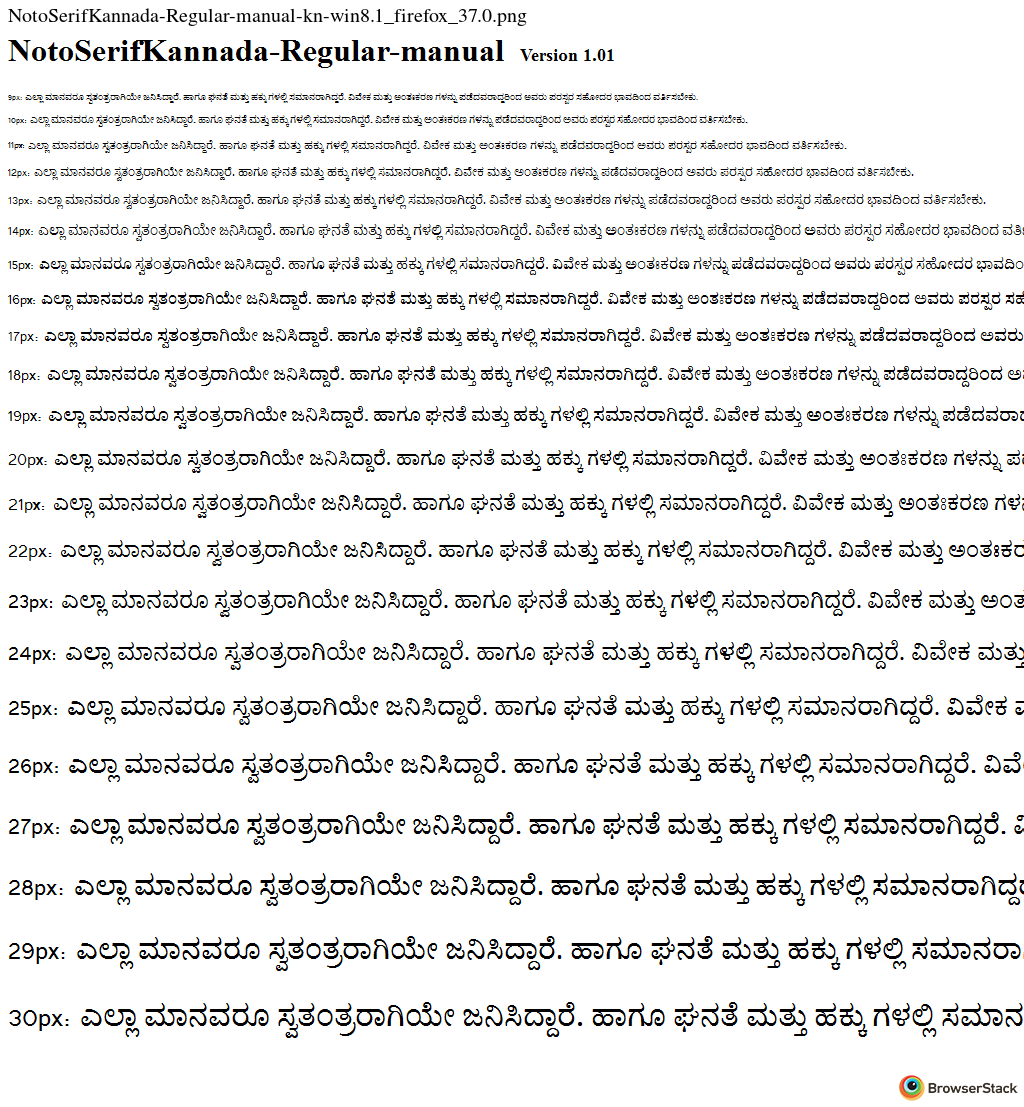 NotoSerifKannada-Regular-manual-kn-win8.1_firefox_37.0.png
NotoSerifKannada-Regular-manual Version 1.01
9px: ಎಲ್ಲಾ ಮಾನವರೂ ಸ್ವತಂತ್ರರಾಗಿಯೇ ಜನಿಸಿದ್ದಾರೆ. ಹಾಗೂ ಘನತೆ ಮತ್ತು ಹಕ್ಕು ಗಳಲ್ಲಿ ಸಮಾನರಾಗಿದ್ದರೆ. ವಿವೇಕ ಮತ್ತು ಅಂತಃಕರಣ ಗಳನ್ನು ಪಡೆದವರಾದ್ದರಿಂದ ಅವರು ಪರಸ್ಪರ ಸಹೋದರ ಭಾವದಿಂದ ವರ್ತಿಸಬೇಕು.
10px: ಎಲ್ಲಾ ಮಾನವರೂ ಸ್ವತಂತ್ರರಾಗಿಯೇ ಜನಿಸಿದ್ದಾರೆ. ಹಾಗೂ ಘನತೆ ಮತ್ತು ಹಕ್ಕು ಗಳಲ್ಲಿ ಸಮಾನರಾಗಿದ್ದರೆ. ವಿವೇಕ ಮತ್ತು ಅಂತಃಕರಣ ಗಳನ್ನು ಪಡೆದವರಾದ್ದರಿಂದ ಅವರು ಪರಸ್ಪರ ಸಹೋದರ ಭಾವದಿಂದ ವರ್ತಿಸಬೇಕು.
11px: ಎಲ್ಲಾ ಮಾನವರೂ ಸ್ವತಂತ್ರರಾಗಿಯೇ ಜನಿಸಿದ್ದಾರೆ. ಹಾಗೂ ಘನತೆ ಮತ್ತು ಹಕ್ಕು ಗಳಲ್ಲಿ ಸಮಾನರಾಗಿದ್ದರೆ. ವಿವೇಕ ಮತ್ತು ಅಂತಃಕರಣ ಗಳನ್ನು ಪಡೆದವರಾದ್ದರಿಂದ ಅವರು ಪರಸ್ಪರ ಸಹೋದರ ಭಾವದಿಂದ ವರ್ತಿಸಬೇಕು.
12px: ಎಲ್ಲಾ ಮಾನವರೂ ಸ್ವತಂತ್ರರಾಗಿಯೇ ಜನಿಸಿದ್ದಾರೆ. ಹಾಗೂ ಘನತೆ ಮತ್ತು ಹಕ್ಕು ಗಳಲ್ಲಿ ಸಮಾನರಾಗಿದ್ದರೆ. ವಿವೇಕ ಮತ್ತು ಅಂತಃಕರಣ ಗಳನ್ನು ಪಡೆದವರಾದ್ದರಿಂದ ಅವರು ಪರಸ್ಪರ ಸಹೋದರ ಭಾವದಿಂದ ವರ್ತಿಸಬೇಕು.
13px: ಎಲ್ಲಾ ಮಾನವರೂ ಸ್ವತಂತ್ರರಾಗಿಯೇ ಜನಿಸಿದ್ದಾರೆ. ಹಾಗೂ ಘನತೆ ಮತ್ತು ಹಕ್ಕು ಗಳಲ್ಲಿ ಸಮಾನರಾಗಿದ್ದರೆ. ವಿವೇಕ ಮತ್ತು ಅಂತಃಕರಣ ಗಳನ್ನು ಪಡೆದವರಾದ್ದರಿಂದ ಅವರು ಪರಸ್ಪರ ಸಹೋದರ ಭಾವದಿಂದ ವರ್ತಿಸಬೇಕು.
14px: ಎಲ್ಲಾ ಮಾನವರೂ ಸ್ವತಂತ್ರರಾಗಿಯೇ ಜನಿಸಿದ್ದಾರೆ. ಹಾಗೂ ಘನತೆ ಮತ್ತು ಹಕ್ಕು ಗಳಲ್ಲಿ ಸಮಾನರಾಗಿದ್ದರೆ. ವಿವೇಕ ಮತ್ತು ಅಂತಃಕರಣ ಗಳನ್ನು ಪಡೆದವರಾದ್ದರಿಂದ ಅವರು ಪರಸ್ಪರ ಸಹೋದರ ಭಾವದಿಂದ
15px: ಎಲ್ಲಾ ಮಾನವರೂ ಸ್ವತಂತ್ರರಾಗಿಯೇ ಜನಿಸಿದ್ದಾರೆ. ಹಾಗೂ ಘನತೆ ಮತ್ತು ಹಕ್ಕು ಗಳಲ್ಲಿ ಸಮಾನರಾಗಿದ್ದರೆ. ವಿವೇಕ ಮತ್ತು ಅಂತಃಕರಣ ಗಳನ್ನು ಪಡೆದವರಾದ್ದರಿಂದ ಅವರು ಪರಸ್ಪರ ಸಹೋದರ
16px: ಎಲ್ಲಾ ಮಾನವರೂ ಸ್ವತಂತ್ರರಾಗಿಯೇ ಜನಿಸಿದ್ದಾರೆ. ಹಾಗೂ ಘನತೆ ಮತ್ತು ಹಕ್ಕು ಗಳಲ್ಲಿ ಸಮಾನರಾಗಿದ್ದರೆ. ವಿವೇಕ ಮತ್ತು ಅಂತಃಕರಣ ಗಳನ್ನು ಪಡೆದವರಾದ್ದರಿಂದ ಅವರು ಪರಸ್ಪರ
17px: ಎಲ್ಲಾ ಮಾನವರೂ ಸ್ವತಂತ್ರರಾಗಿಯೇ ಜನಿಸಿದ್ದಾರೆ. ಹಾಗೂ ಘನತೆ ಮತ್ತು ಹಕ್ಕು ಗಳಲ್ಲಿ ಸಮಾನರಾಗಿದ್ದರೆ. ವಿವೇಕ ಮತ್ತು ಅಂತಃಕರಣ ಗಳನ್ನು ಪಡೆದವರಾದ್ದರಿಂದ ಅವರು
18px: ಎಲ್ಲಾ ಮಾನವರೂ ಸ್ವತಂತ್ರರಾಗಿಯೇ ಜನಿಸಿದ್ದಾರೆ. ಹಾಗೂ ಘನತೆ ಮತ್ತು ಹಕ್ಕು ಗಳಲ್ಲಿ ಸಮಾನರಾಗಿದ್ದರೆ. ವಿವೇಕ ಮತ್ತು ಅಂತಃಕರಣ ಗಳನ್ನು ಪಡೆದವರಾದ್ದರಿಂದ
19px: ಎಲ್ಲಾ ಮಾನವರೂ ಸ್ವತಂತ್ರರಾಗಿಯೇ ಜನಿಸಿದ್ದಾರೆ. ಹಾಗೂ ಘನತೆ ಮತ್ತು ಹಕ್ಕು ಗಳಲ್ಲಿ ಸಮಾನರಾಗಿದ್ದರೆ. ವಿವೇಕ ಮತ್ತು ಅಂತಃಕರಣ ಗಳನ್ನು
20px: ಎಲ್ಲಾ ಮಾನವರೂ ಸ್ವತಂತ್ರರಾಗಿಯೇ ಜನಿಸಿದ್ದಾರೆ. ಹಾಗೂ ಘನತೆ ಮತ್ತು ಹಕ್ಕು ಗಳಲ್ಲಿ ಸಮಾನರಾಗಿದ್ದರೆ. ವಿವೇಕ ಮತ್ತು ಅಂತಃಕರಣ ಗಳನ್ನು
21px: ಎಲ್ಲಾ ಮಾನವರೂ ಸ್ವತಂತ್ರರಾಗಿಯೇ ಜನಿಸಿದ್ದಾರೆ. ಹಾಗೂ ಘನತೆ ಮತ್ತು ಹಕ್ಕು ಗಳಲ್ಲಿ ಸಮಾನರಾಗಿದ್ದರೆ. ವಿವೇಕ ಮತ್ತು ಅಂತಃಕರಣ
22px: ಎಲ್ಲಾ ಮಾನವರೂ ಸ್ವತಂತ್ರರಾಗಿಯೇ ಜನಿಸಿದ್ದಾರೆ. ಹಾಗೂ ಘನತೆ ಮತ್ತು ಹಕ್ಕು ಗಳಲ್ಲಿ ಸಮಾನರಾಗಿದ್ದರೆ. ವಿವೇಕ ಮತ್ತು
23px: ಎಲ್ಲಾ ಮಾನವರೂ ಸ್ವತಂತ್ರರಾಗಿಯೇ ಜನಿಸಿದ್ದಾರೆ. ಹಾಗೂ ಘನತೆ ಮತ್ತು ಹಕ್ಕು ಗಳಲ್ಲಿ ಸಮಾನರಾಗಿದ್ದರೆ. ವಿವೇಕ ಮತ್ತು
24px: ಎಲ್ಲಾ ಮಾನವರೂ ಸ್ವತಂತ್ರರಾಗಿಯೇ ಜನಿಸಿದ್ದಾರೆ. ಹಾಗೂ ಘನತೆ ಮತ್ತು ಹಕ್ಕು ಗಳಲ್ಲಿ ಸಮಾನರಾಗಿದ್ದರೆ. ವಿವೇಕ ಮತ್ತು
25px: ಎಲ್ಲಾ ಮಾನವರೂ ಸ್ವತಂತ್ರರಾಗಿಯೇ ಜನಿಸಿದ್ದಾರೆ. ಹಾಗೂ ಘನತೆ ಮತ್ತು ಹಕ್ಕು ಗಳಲ್ಲಿ ಸಮಾನರಾಗಿದ್ದರೆ. ವಿವೇಕ
26px: ಎಲ್ಲಾ ಮಾನವರೂ ಸ್ವತಂತ್ರರಾಗಿಯೇ ಜನಿಸಿದ್ದಾರೆ. ಹಾಗೂ ಘನತೆ ಮತ್ತು ಹಕ್ಕು ಗಳಲ್ಲಿ ಸಮಾನರಾಗಿದ್ದರೆ.
27px: ಎಲ್ಲಾ ಮಾನವರೂ ಸ್ವತಂತ್ರರಾಗಿಯೇ ಜನಿಸಿದ್ದಾರೆ. ಹಾಗೂ ಘನತೆ ಮತ್ತು ಹಕ್ಕು ಗಳಲ್ಲಿ ಸಮಾನರಾಗಿದ್ದರೆ.
28px: ಎಲ್ಲಾ ಮಾನವರೂ ಸ್ವತಂತ್ರರಾಗಿಯೇ ಜನಿಸಿದ್ದಾರೆ. ಹಾಗೂ ಘನತೆ ಮತ್ತು ಹಕ್ಕು ಗಳಲ್ಲಿ
29px: ಎಲ್ಲಾ ಮಾನವರೂ ಸ್ವತಂತ್ರರಾಗಿಯೇ ಜನಿಸಿದ್ದಾರೆ. ಹಾಗೂ ಘನತೆ ಮತ್ತು ಹಕ್ಕು ಗಳಲ್ಲಿ ಸಮಾನರಾ
30px: ಎಲ್ಲಾ ಮಾನವರೂ ಸ್ವತಂತ್ರರಾಗಿಯೇ ಜನಿಸಿದ್ದಾರೆ. ಹಾಗೂ ಘನತೆ ಮತ್ತು ಹಕ್ಕು ಗಳಲ್ಲಿ ಸಮಾನ
BrowserStack